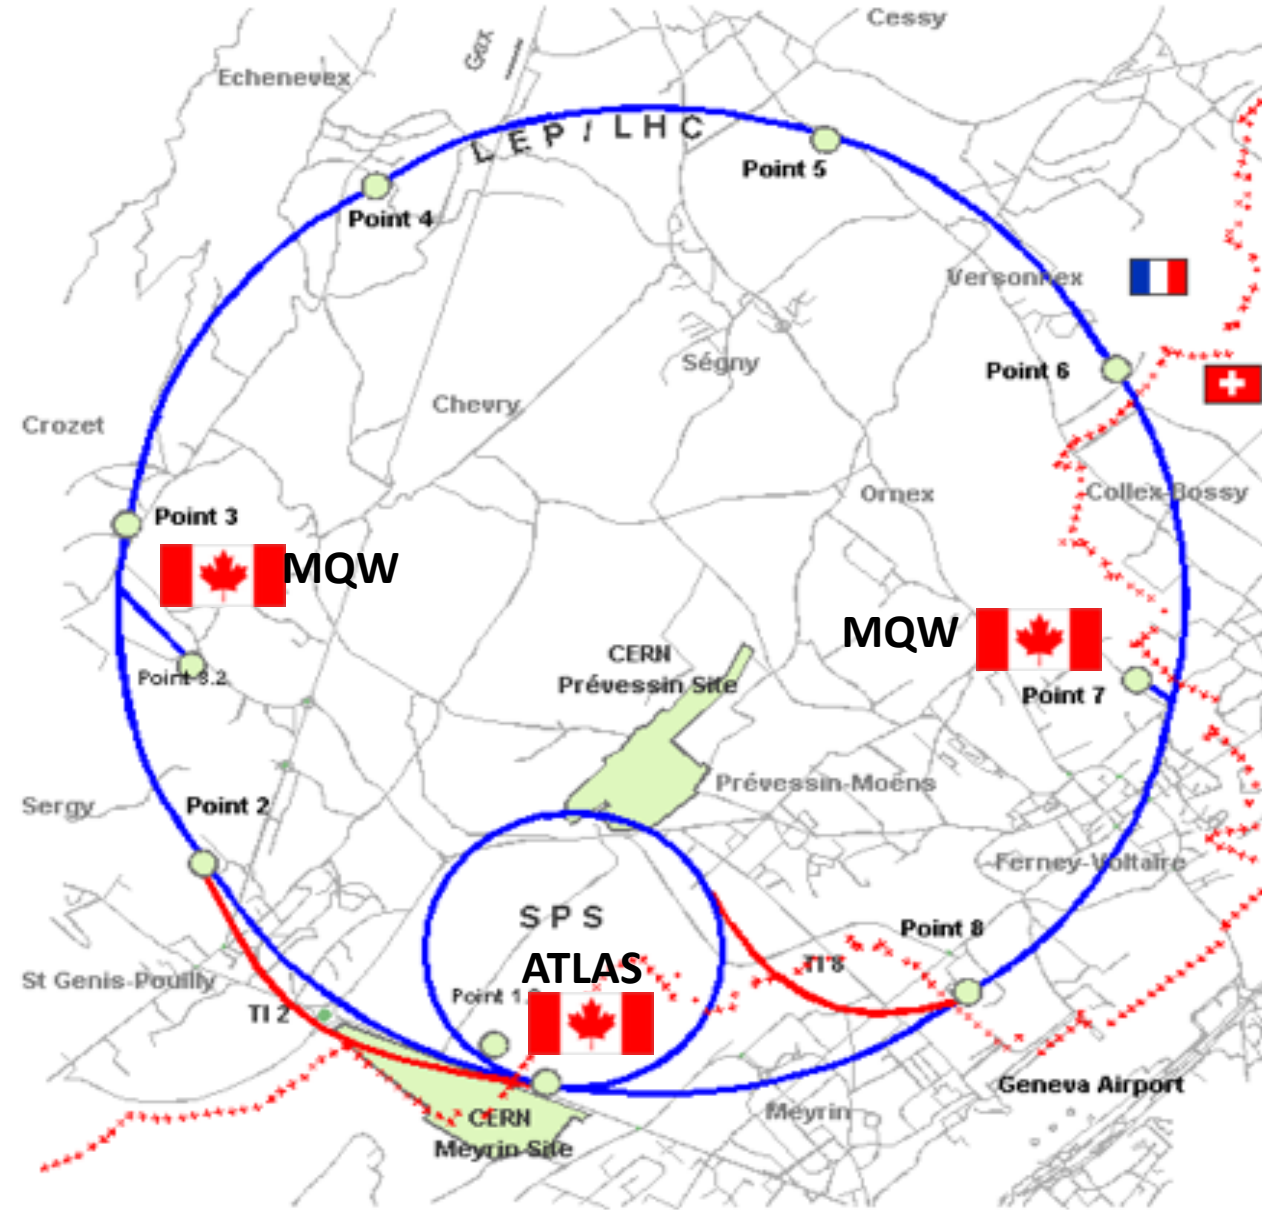 Cessy
Gex
Echenevex
LEP / LHC
Point 5
Point 4
Versonnex
Ségny
Point 6
Chevry
Crozet
Ornex
Collex-Bossy
Point 3
MQW
MQW
CERN
Prévessin Site
Point 3.2
Point 7
Prévessin-Moëns
Sergy
Point 2
Ferney-Voltaire
SPS
Point 8
ATLAS
TI 8
St Genis-Pouilly
Point
TI 2
Geneva Airport
Meyrin
CERN
Meyrin Site